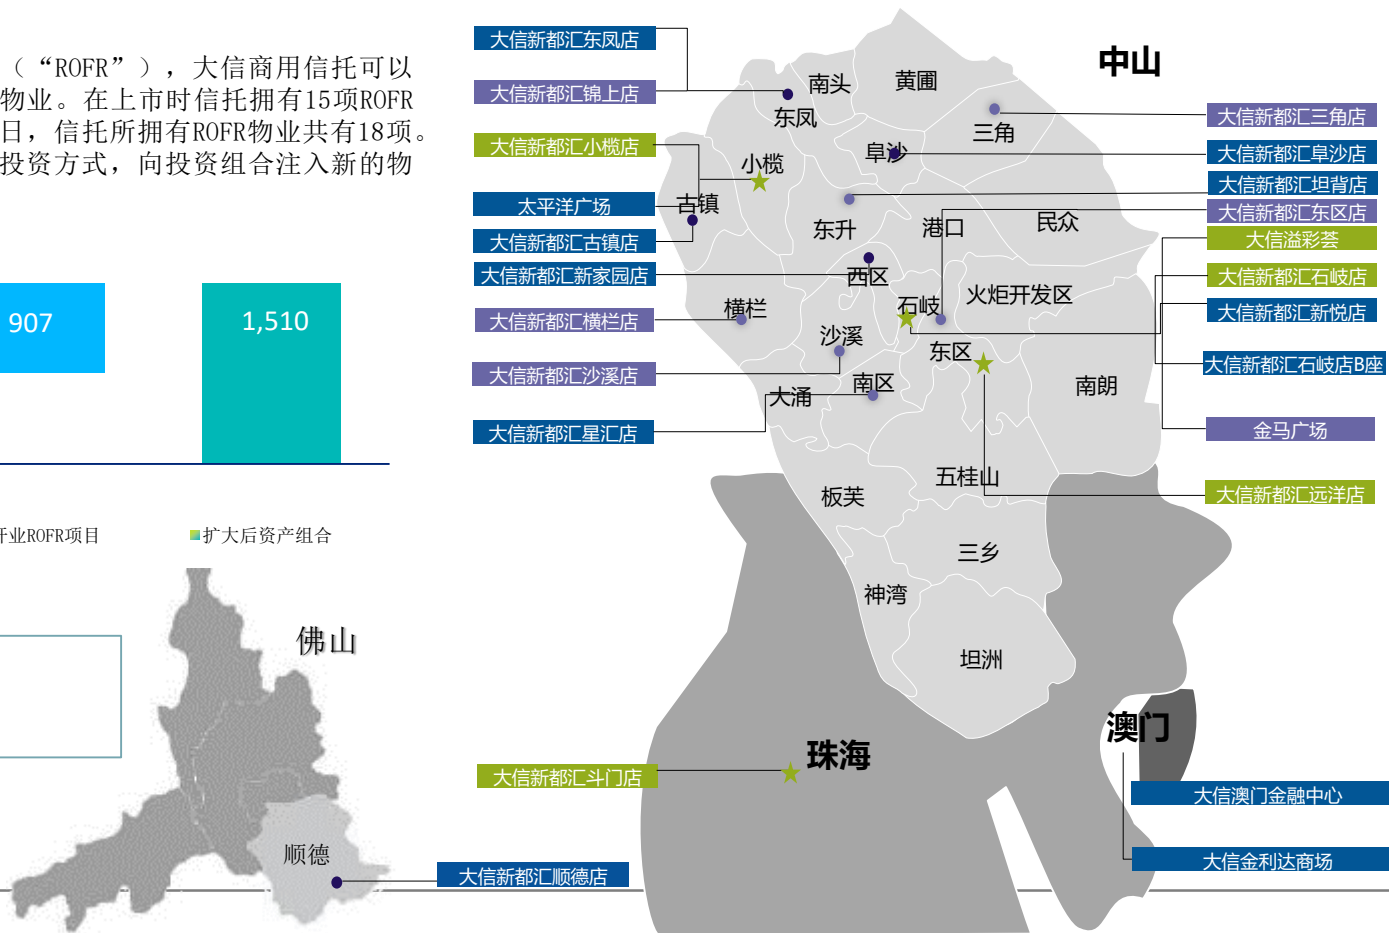 （“ROFR”），大信商用信托可以
物业。在上市时信托拥有15项ROFR
日，信托所拥有ROFR物业共有18项。
投资方式，向投资组合注入新的物
907
1,510
开业ROFR项目
扩大后资产组合
佛山
顺德
大信新都汇顺德店
中山
大信新都汇东凤店
大信新都汇锦上店
大信新都汇小榄店
太平洋广场
大信新都汇古镇店
大信新都汇新家园店
大信新都汇横栏店
大信新都汇沙溪店
大信新都汇星汇店
大信新都汇斗门店
南头
黄圃
东凤
三角
阜沙
小榄
古镇
东升
港口
民众
西区
横栏
石岐
火炬开发区
沙溪
东区
大涌
南区
南朗
板芙
五桂山
三乡
神湾
坦洲
珠海
澳门
大信新都汇三角店
大信新都汇阜沙店
大信新都汇坦背店
大信新都汇东区店
大信溢彩荟
大信新都汇石岐店
大信新都汇新悦店
大信新都汇石岐店B座
金马广场
大信新都汇远洋店
大信澳门金融中心
大信金利达商场